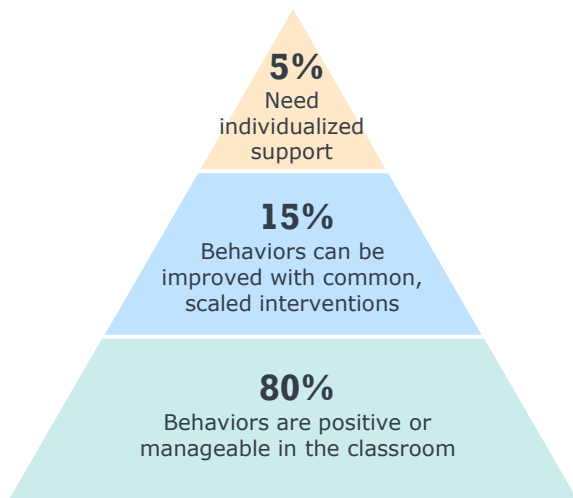 5%
Need
individualized
support
15%
Behaviors can be
improved with common,
scaled interventions
80%
Behaviors are positive or
manageable in the classroom